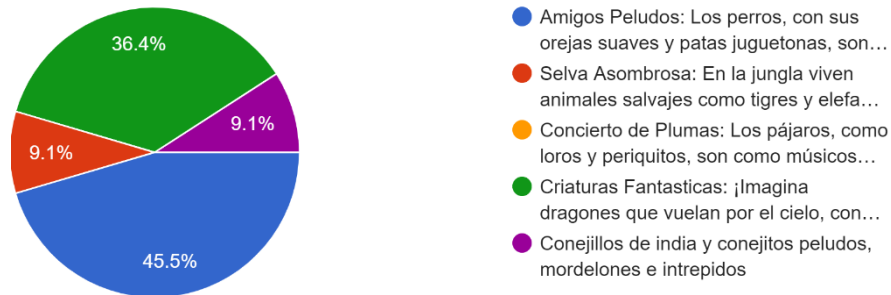 36.4%
9.1%
9.1%
45.5%
Amigos Peludos: Los perros, con sus
orejas suaves y patas juguetonas, son…
Selva Asombrosa: En la jungla viven
animales salvajes como tigres y elefa…
Concierto de Plumas: Los pájaros, como
loros y periquitos, son como músicos…
Criaturas Fantasticas: ¡Imagina
dragones que vuelan por el cielo, con…
Conejillos de india y conejitos peludos,
mordelones e intrepidos